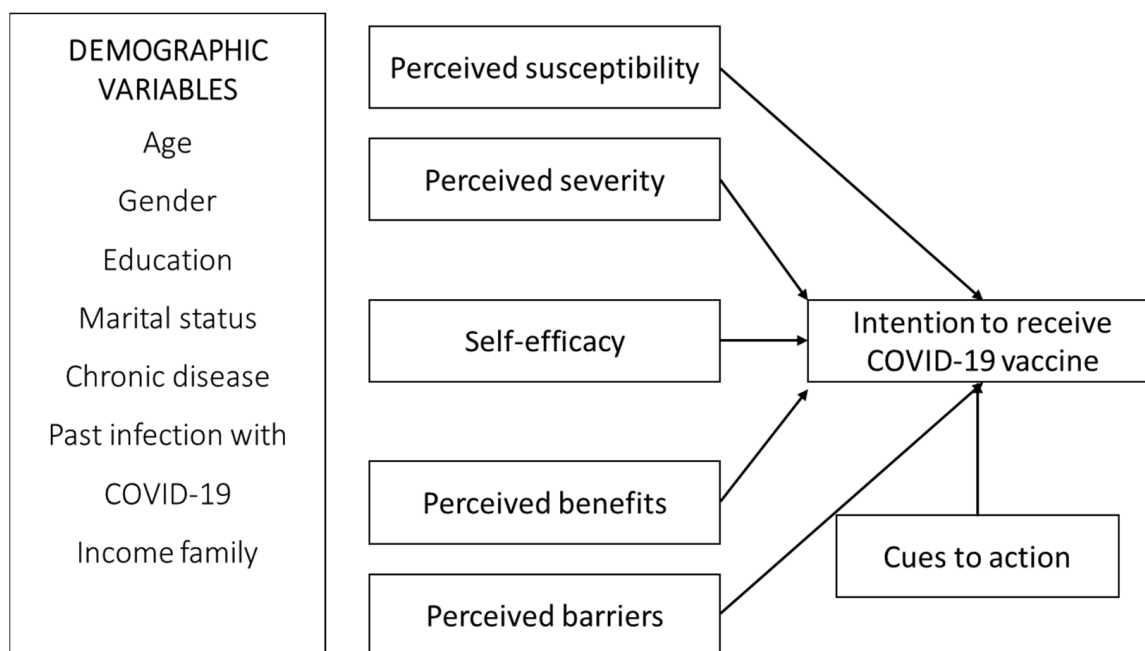 DEMOGRAPHIC
VARIABLES
Age
Gender
Education
Marital status
Chronic disease
Past infection with
COVID-19
Income family
Perceived susceptibility
Perceived severity
Self-efficacy
Perceived benefits
Perceived barriers
Intention to receive
COVID-19 vaccine
Cues to action